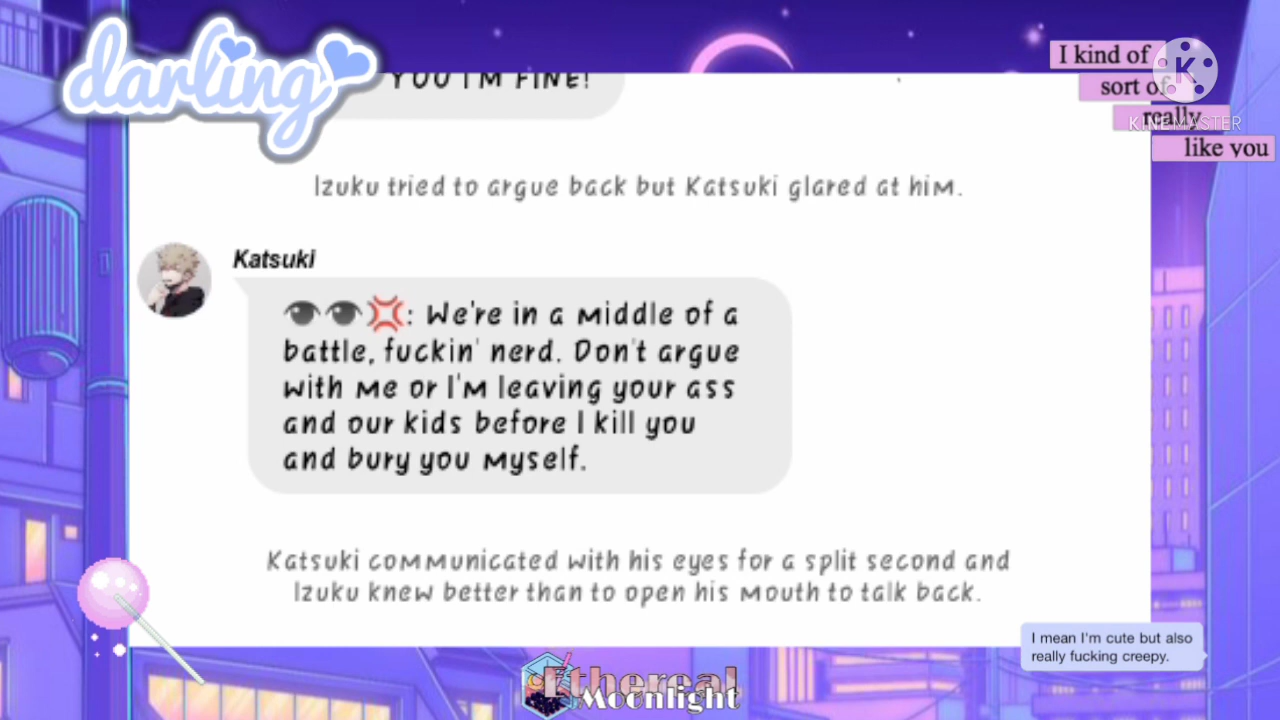 darling
YOU I'M FINE!
I kind of
sort of
really
like you
KINEMASTER
Izuku tried to argue back but Katsuki glared at him.
Katsuki
: We're in a middle of a
battle, fuckin' nerd. Don't argue
with me or I'm leaving your ass
and our kids before I kill you
and bury you myself.
Katsuki communicated with his eyes for a split second and
Izuku knew better than to open his mouth to talk back.
I mean I'm cute but also
really fucking creepy.
Ethereal
Moonlight